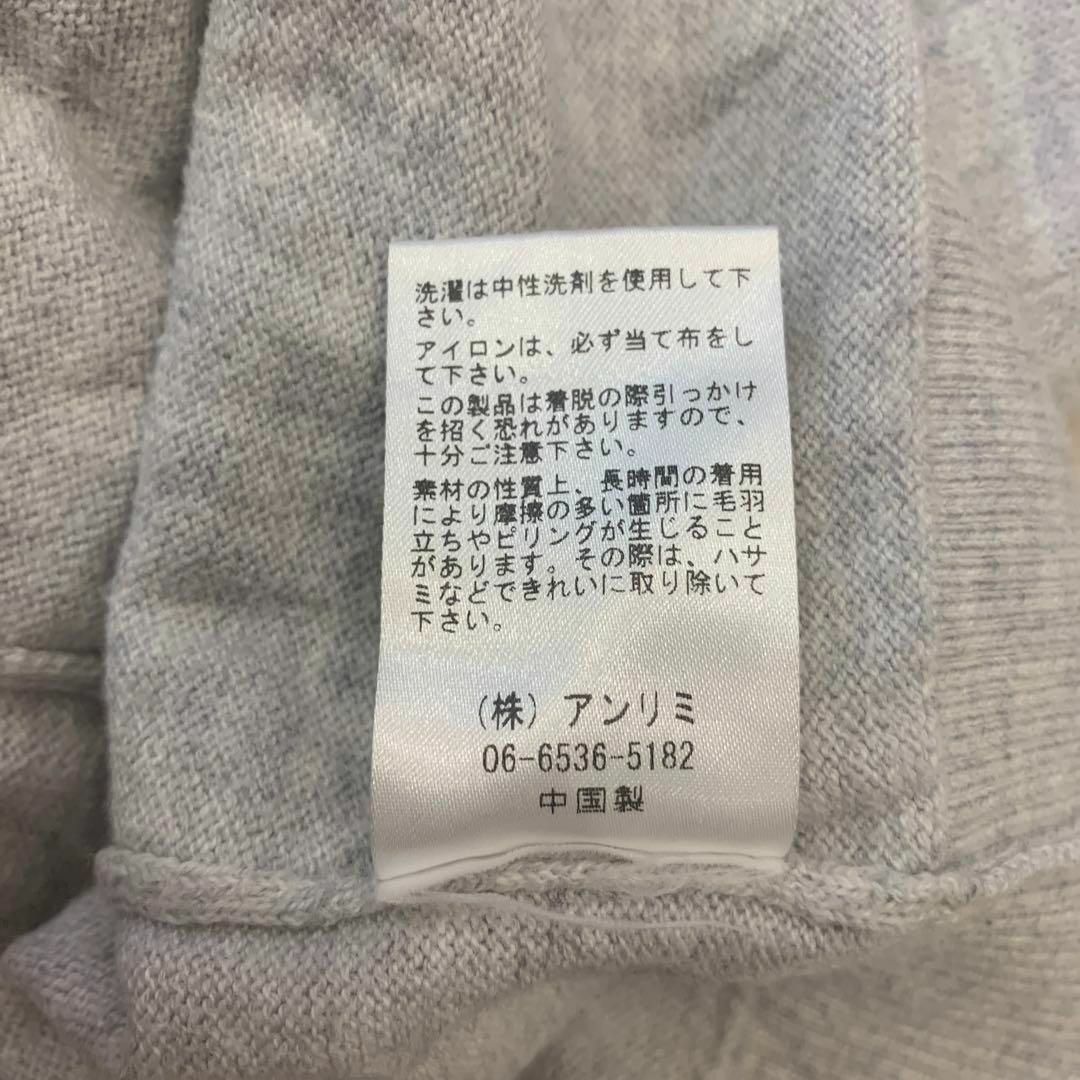 洗濯は中性洗剤を使用して下
さい。
アイロンは、必ず当て布をし
て下さい。
この製品は着脱の際引っかけ
を招く恐れがありますので、
十分ご注意下さい。
素材の性質上、長時間の着用
により摩擦の多い箇所に毛羽
立ちやピリングが生じること
があります。その際は、ハサ
ミなどできれいに取り除いて
下さい。
(株) アンリミ
06-6536-5182
中国製